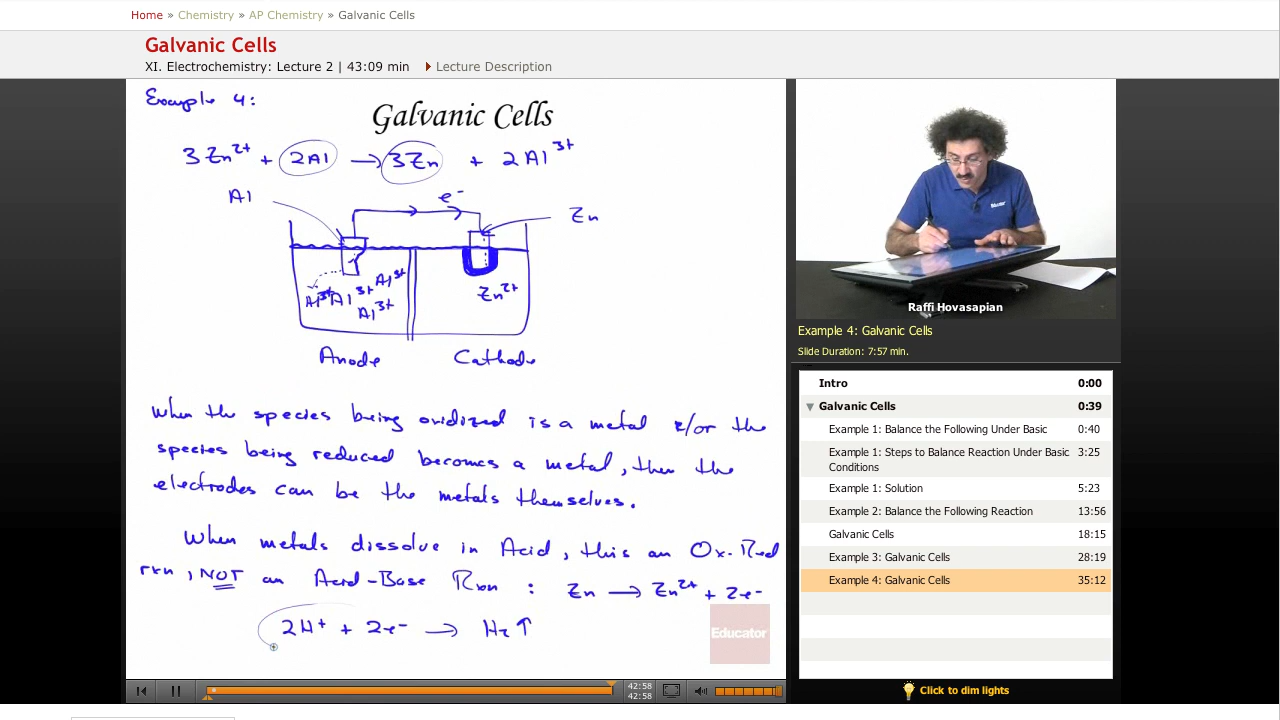 Home » Chemistry » AP Chemistry » Galvanic Cells
Galvanic Cells
XI. Electrochemistry: Lecture 2 | 43:09 min Lecture Description
Example 4:
Galvanic Cells
3Zn²⁺ + 2Al → 3Zn + 2Al³⁺
Al
e⁻
Zn
Al³⁺ Al³⁺ Al³⁺
Al³⁺
Zn²⁺
Anode Cathode
When the species being oxidized is a metal &/or the
species being reduced becomes a metal, then the
electrodes can be the metals themselves.
When metals dissolve in Acid, this an Ox-Red
rxn, NOT an Acid-Base Rxn : Zn → Zn²⁺ + 2e⁻
2H⁺ + 2e⁻ → H₂↑
Educator
42:58
42:58
Educator
Raffi Hovasapian
Example 4: Galvanic Cells
Slide Duration: 7:57 min.
Intro 0:00
Galvanic Cells 0:39
Example 1: Balance the Following Under Basic 0:40
Example 1: Steps to Balance Reaction Under Basic 3:25
Conditions
Example 1: Solution 5:23
Example 2: Balance the Following Reaction 13:56
Galvanic Cells 18:15
Example 3: Galvanic Cells 28:19
Example 4: Galvanic Cells 35:12
Click to dim lights